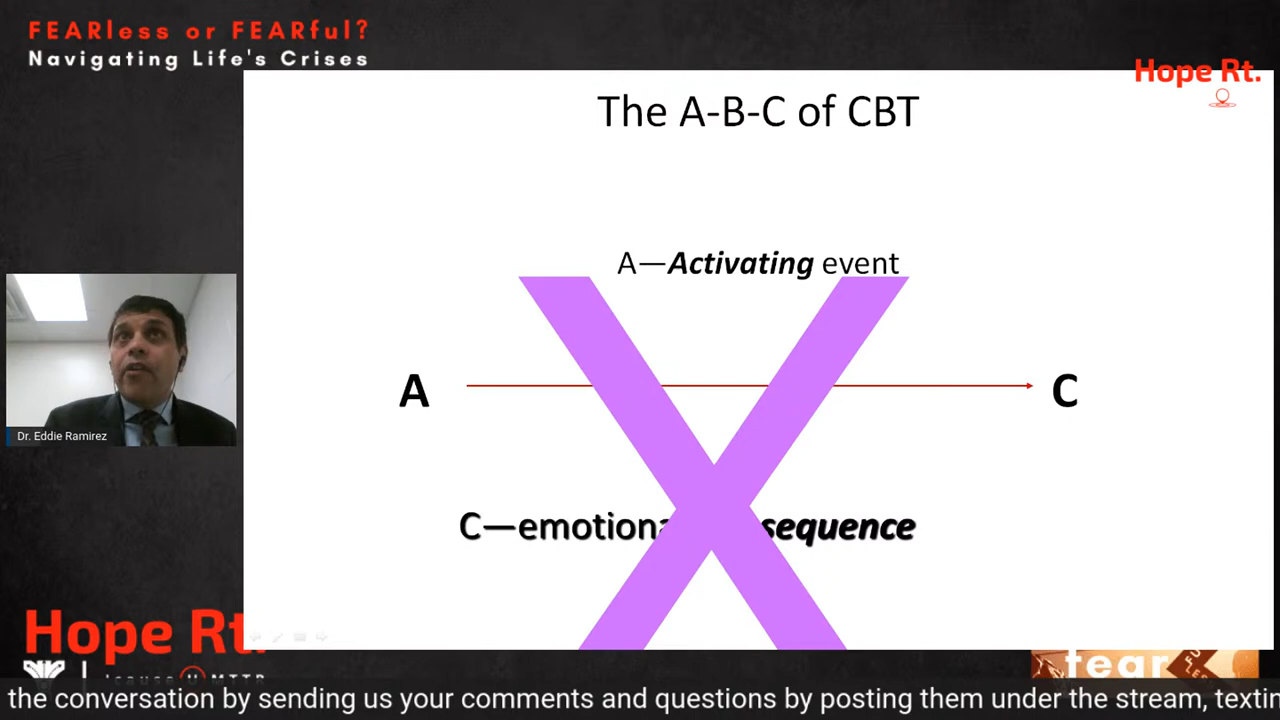 FEARless or FEARful?
Navigating Life's Crises
Hope Rt.
The A-B-C of CBT
A—Activating event
A
C
C—emotiona sequence
Dr. Eddie Ramirez
Hope Rt.
fear
the conversation by sending us your comments and questions by posting them under the stream, textin